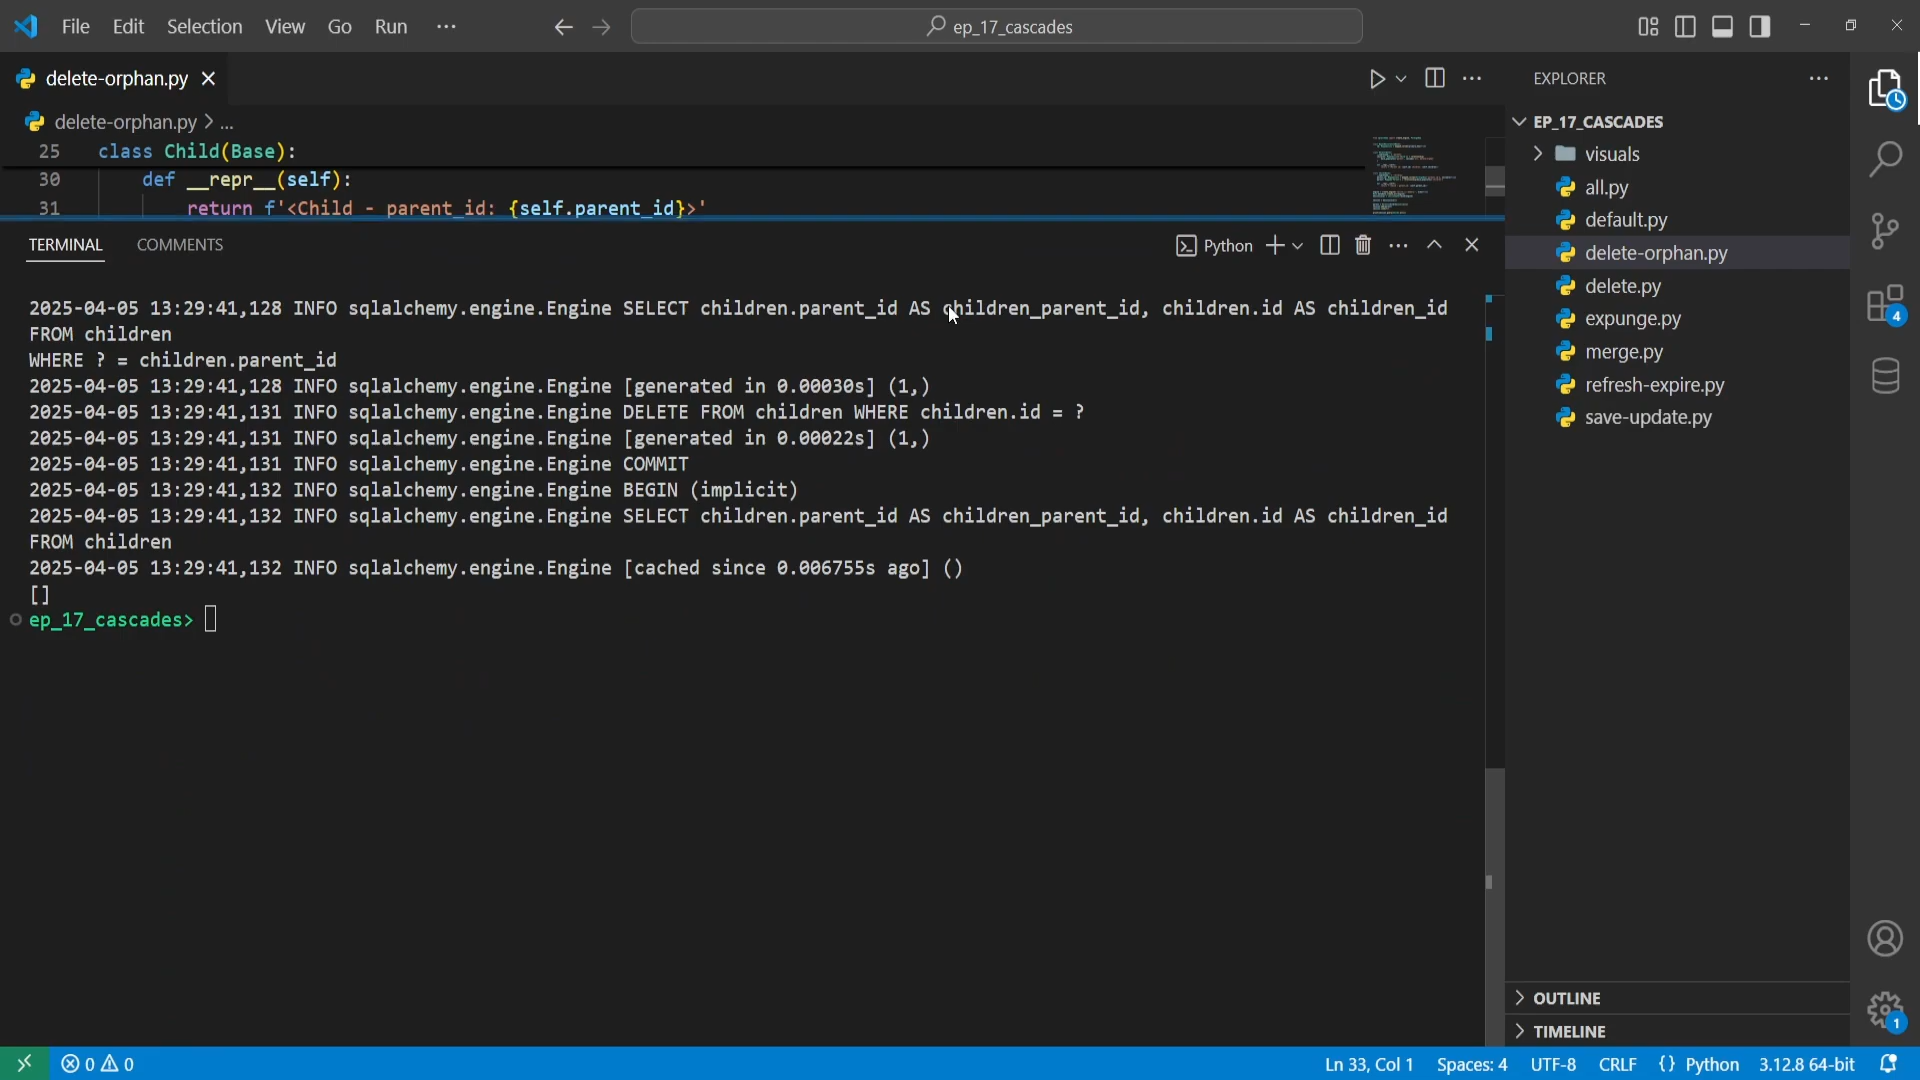 File Edit Selection View Go Run ···
ep_17_cascades
delete-orphan.py
delete-orphan.py > ...
25 class Child(Base):
30 def __repr__(self):
31 return f'<Child - parent_id: {self.parent_id}>'
TERMINAL COMMENTS
Python
2025-04-05 13:29:41,128 INFO sqlalchemy.engine.Engine SELECT children.parent_id AS children_parent_id, children.id AS children_id
FROM children
WHERE ? = children.parent_id
2025-04-05 13:29:41,128 INFO sqlalchemy.engine.Engine [generated in 0.00030s] (1,)
2025-04-05 13:29:41,131 INFO sqlalchemy.engine.Engine DELETE FROM children WHERE children.id = ?
2025-04-05 13:29:41,131 INFO sqlalchemy.engine.Engine [generated in 0.00022s] (1,)
2025-04-05 13:29:41,131 INFO sqlalchemy.engine.Engine COMMIT
2025-04-05 13:29:41,132 INFO sqlalchemy.engine.Engine BEGIN (implicit)
2025-04-05 13:29:41,132 INFO sqlalchemy.engine.Engine SELECT children.parent_id AS children_parent_id, children.id AS children_id
FROM children
2025-04-05 13:29:41,132 INFO sqlalchemy.engine.Engine [cached since 0.006755s ago] ()
[]
ep_17_cascades>
EXPLORER
EP_17_CASCADES
visuals
all.py
default.py
delete-orphan.py
delete.py
expunge.py
merge.py
refresh-expire.py
save-update.py
OUTLINE
TIMELINE
4
1
0 0
Ln 33, Col 1 Spaces: 4 UTF-8 CRLF {} Python 3.12.8 64-bit